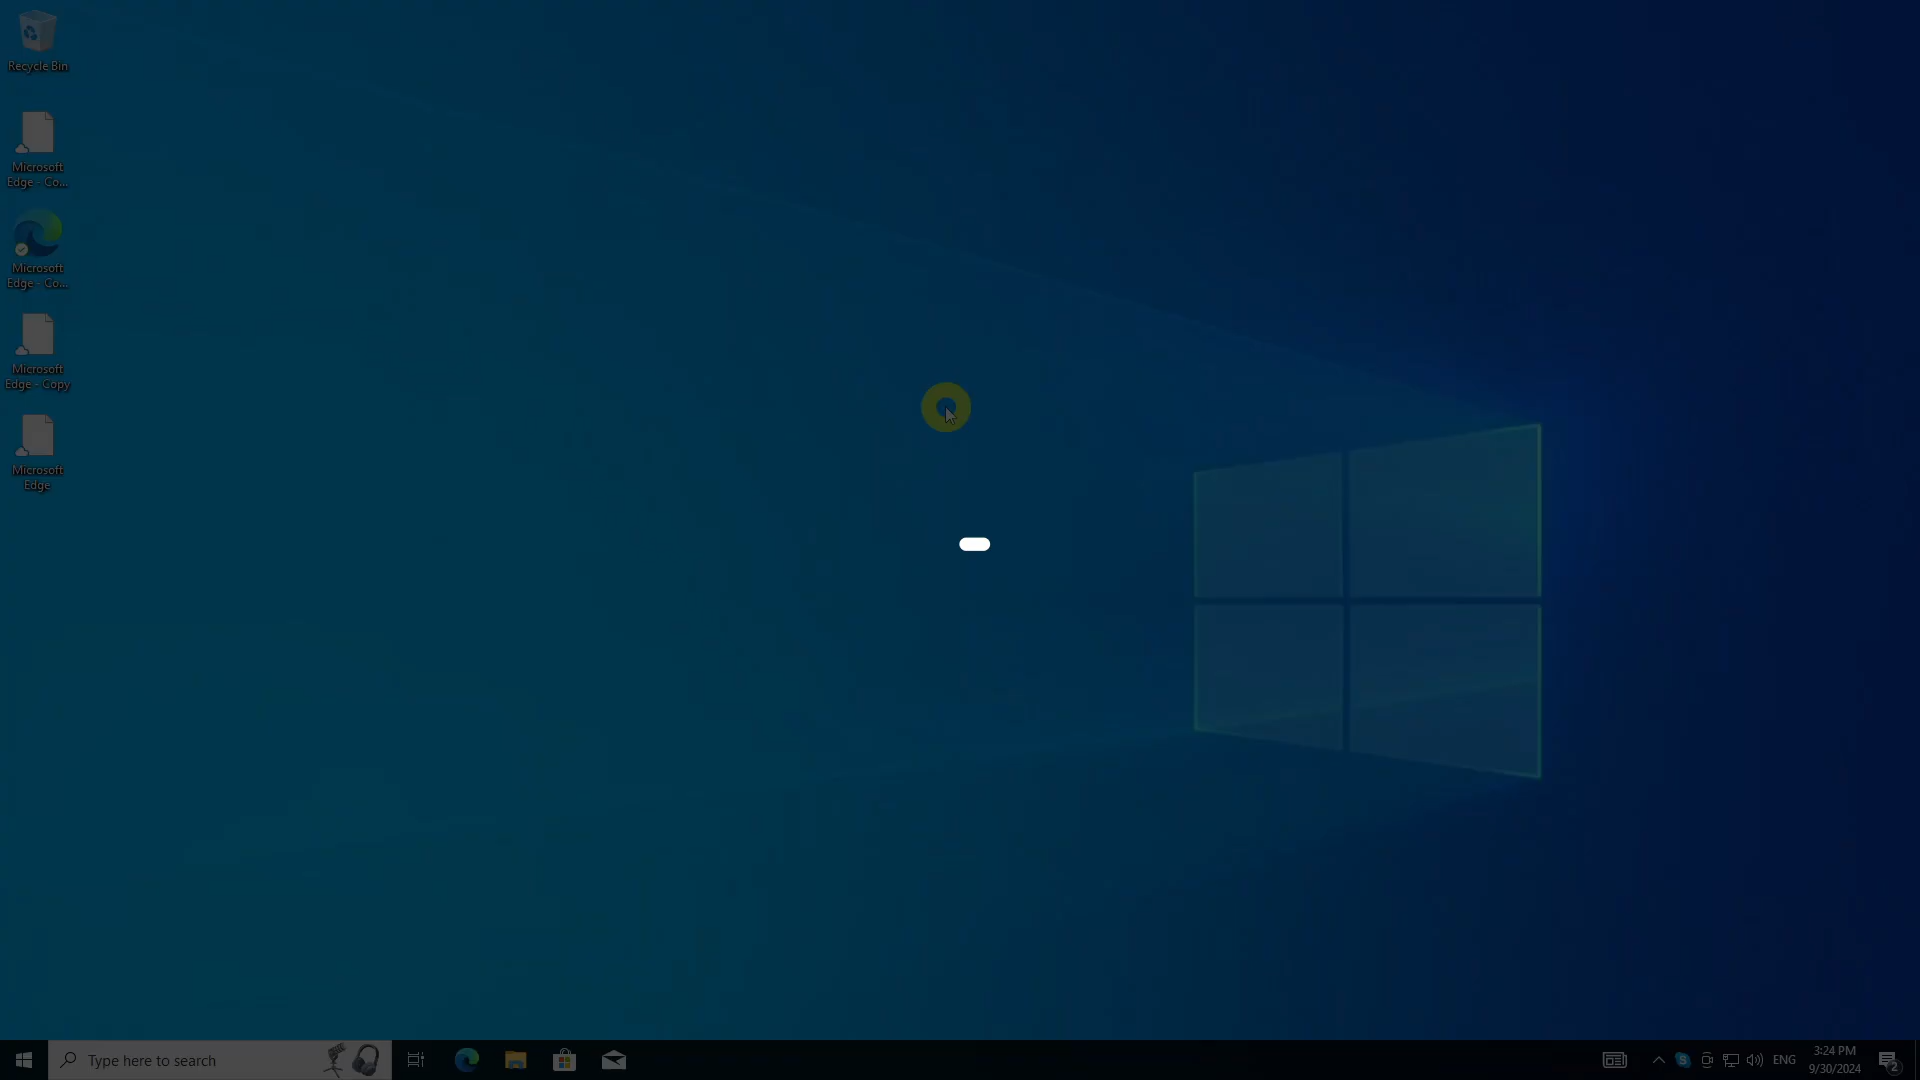 Recycle Bin
Microsoft
Edge - Co...
Microsoft
Edge - Co...
Microsoft
Edge - Copy
Microsoft
Edge
Type here to search
ENG
3:24 PM
9/30/2024
2